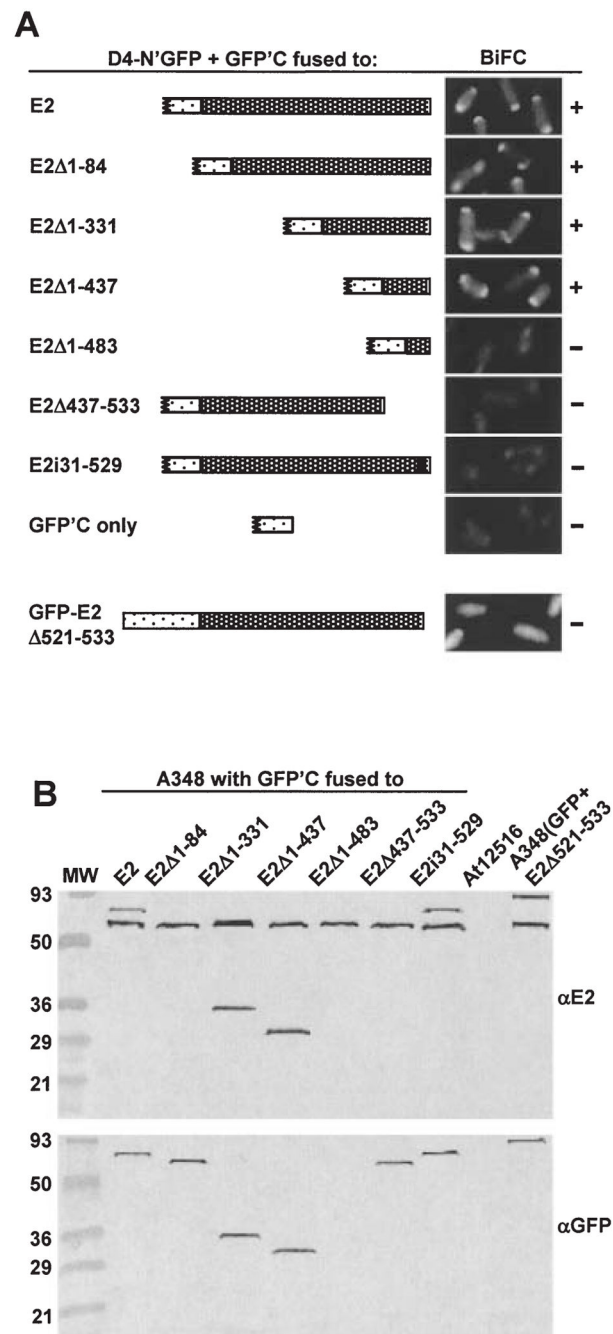 A
D4-N'GFP + GFP'C fused to: BiFC
E2 +
E2Δ1-84 +
E2Δ1-331 +
E2Δ1-437 +
E2Δ1-483 −
E2Δ437-533 −
E2i31-529 −
GFP'C only −
GFP-E2
Δ521-533 −
B
A348 with GFP'C fused to
MW E2 E2Δ1-84 E2Δ1-331 E2Δ1-437 E2Δ1-483 E2Δ437-533 E2i31-529 At12516 A348(GFP+
E2Δ521-533
93
50
36
29
21
αE2
93
50
36
29
21
αGFP